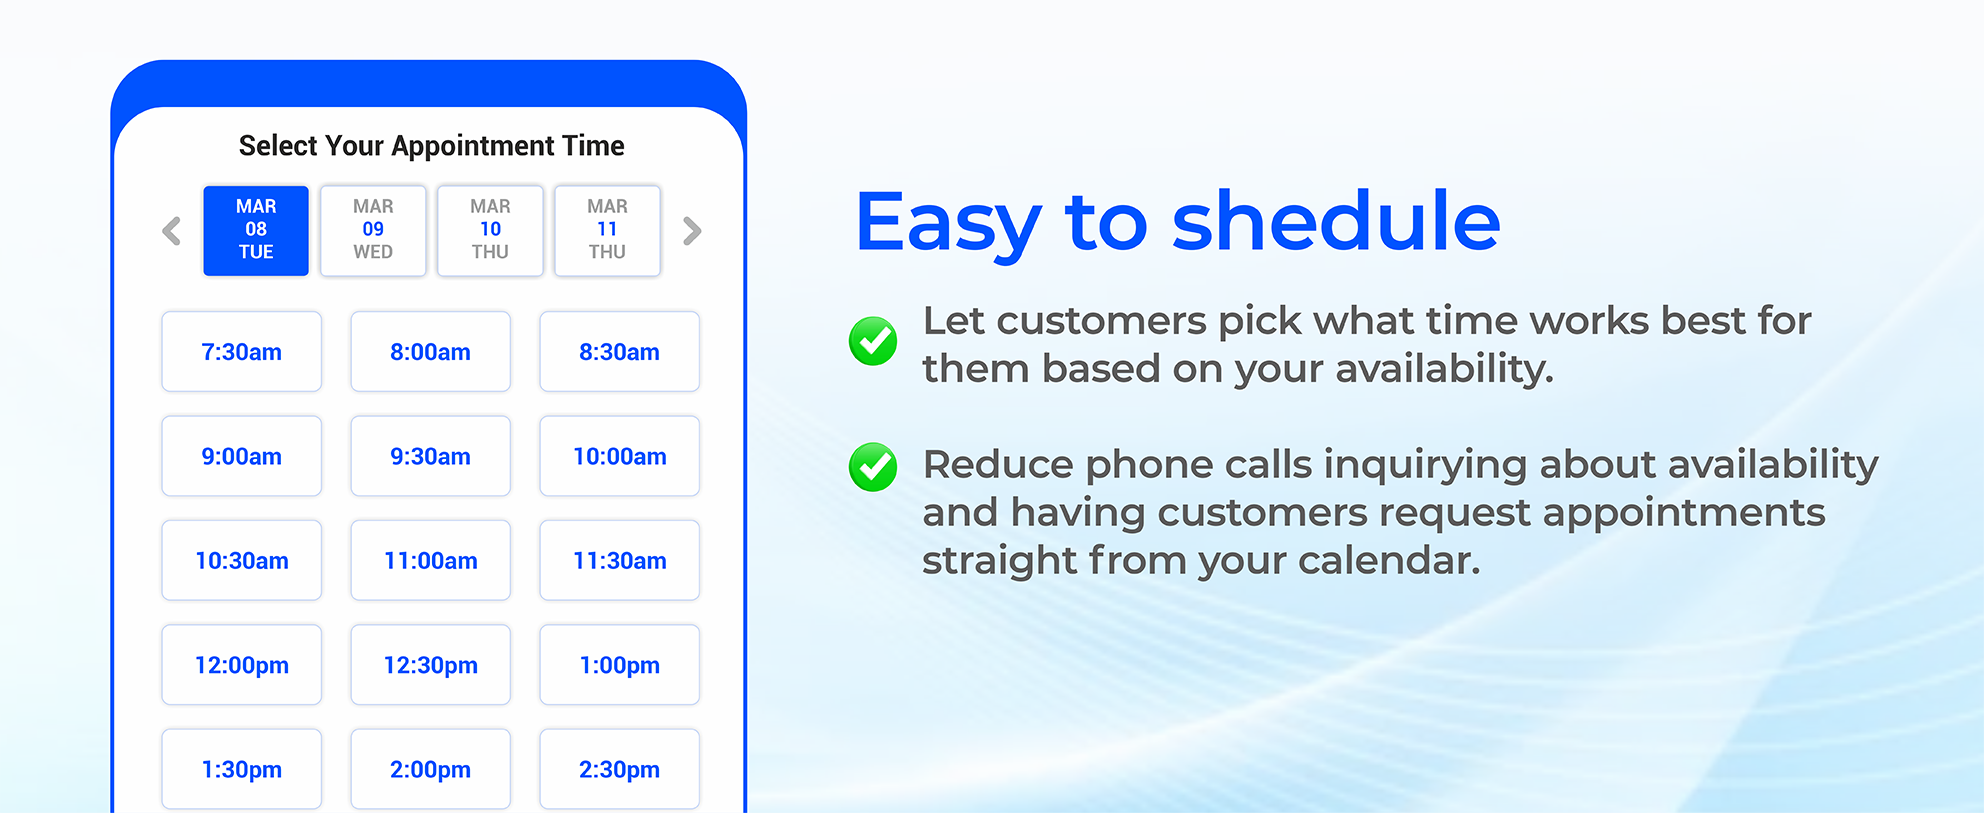 Select Your Appointment Time
MAR
08
TUE
MAR
09
WED
MAR
10
THU
MAR
11
THU
7:30am
8:00am
8:30am
9:00am
9:30am
10:00am
10:30am
11:00am
11:30am
12:00pm
12:30pm
1:00pm
1:30pm
2:00pm
2:30pm
Easy to shedule
Let customers pick what time works best for
them based on your availability.
Reduce phone calls inquirying about availability
and having customers request appointments
straight from your calendar.